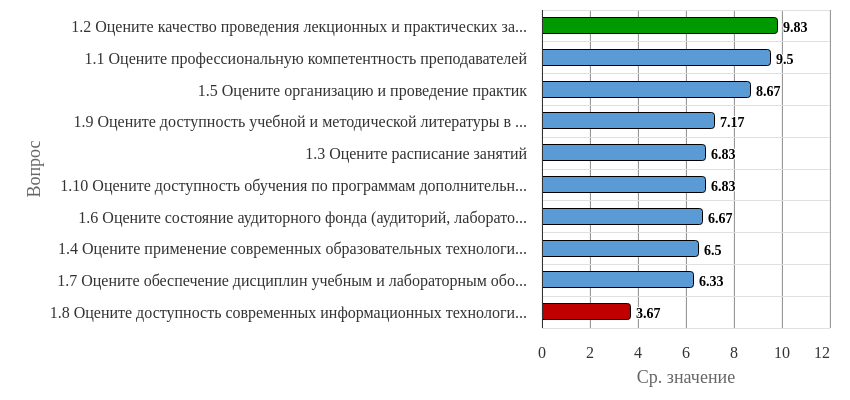 1.2 Оцените качество проведения лекционных и практических за... 9.83
1.1 Оцените профессиональную компетентность преподавателей 9.5
1.5 Оцените организацию и проведение практик 8.67
1.9 Оцените доступность учебной и методической литературы в ... 7.17
1.3 Оцените расписание занятий 6.83
1.10 Оцените доступность обучения по программам дополнительн... 6.83
1.6 Оцените состояние аудиторного фонда (аудиторий, лаборато... 6.67
1.4 Оцените применение современных образовательных технологи... 6.5
1.7 Оцените обеспечение дисциплин учебным и лабораторным обо... 6.33
1.8 Оцените доступность современных информационных технологи... 3.67
Вопрос
0 2 4 6 8 10 12
Ср. значение